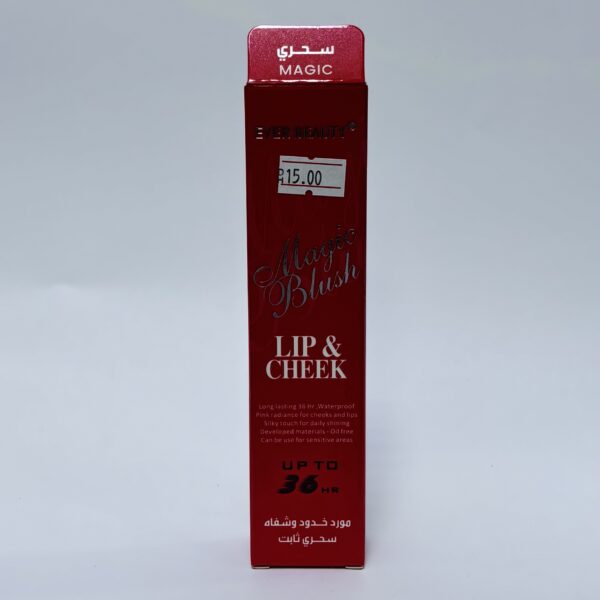 سحري
MAGIC
EVER BEAUTY®
15.00
Magic
Blush
LIP &
CHEEK
Long lasting 36 Hr ,Waterproof
Pink radiance for cheeks and lips
Silky touch for daily shining
Developed materials - Oil free
Can be use for sensitive areas
UP TO
36 HR
مورد خدود وشفاه
سحري ثابت